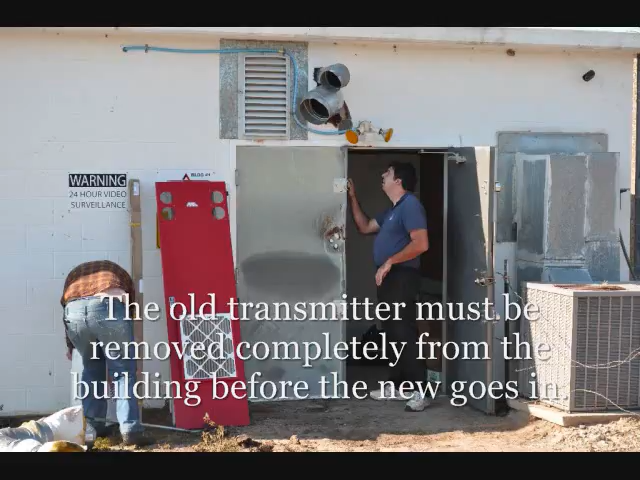 WARNING
24 HOUR VIDEO
SURVEILLANCE
BLDG
The old transmitter must be
removed completely from the
building before the new goes in.